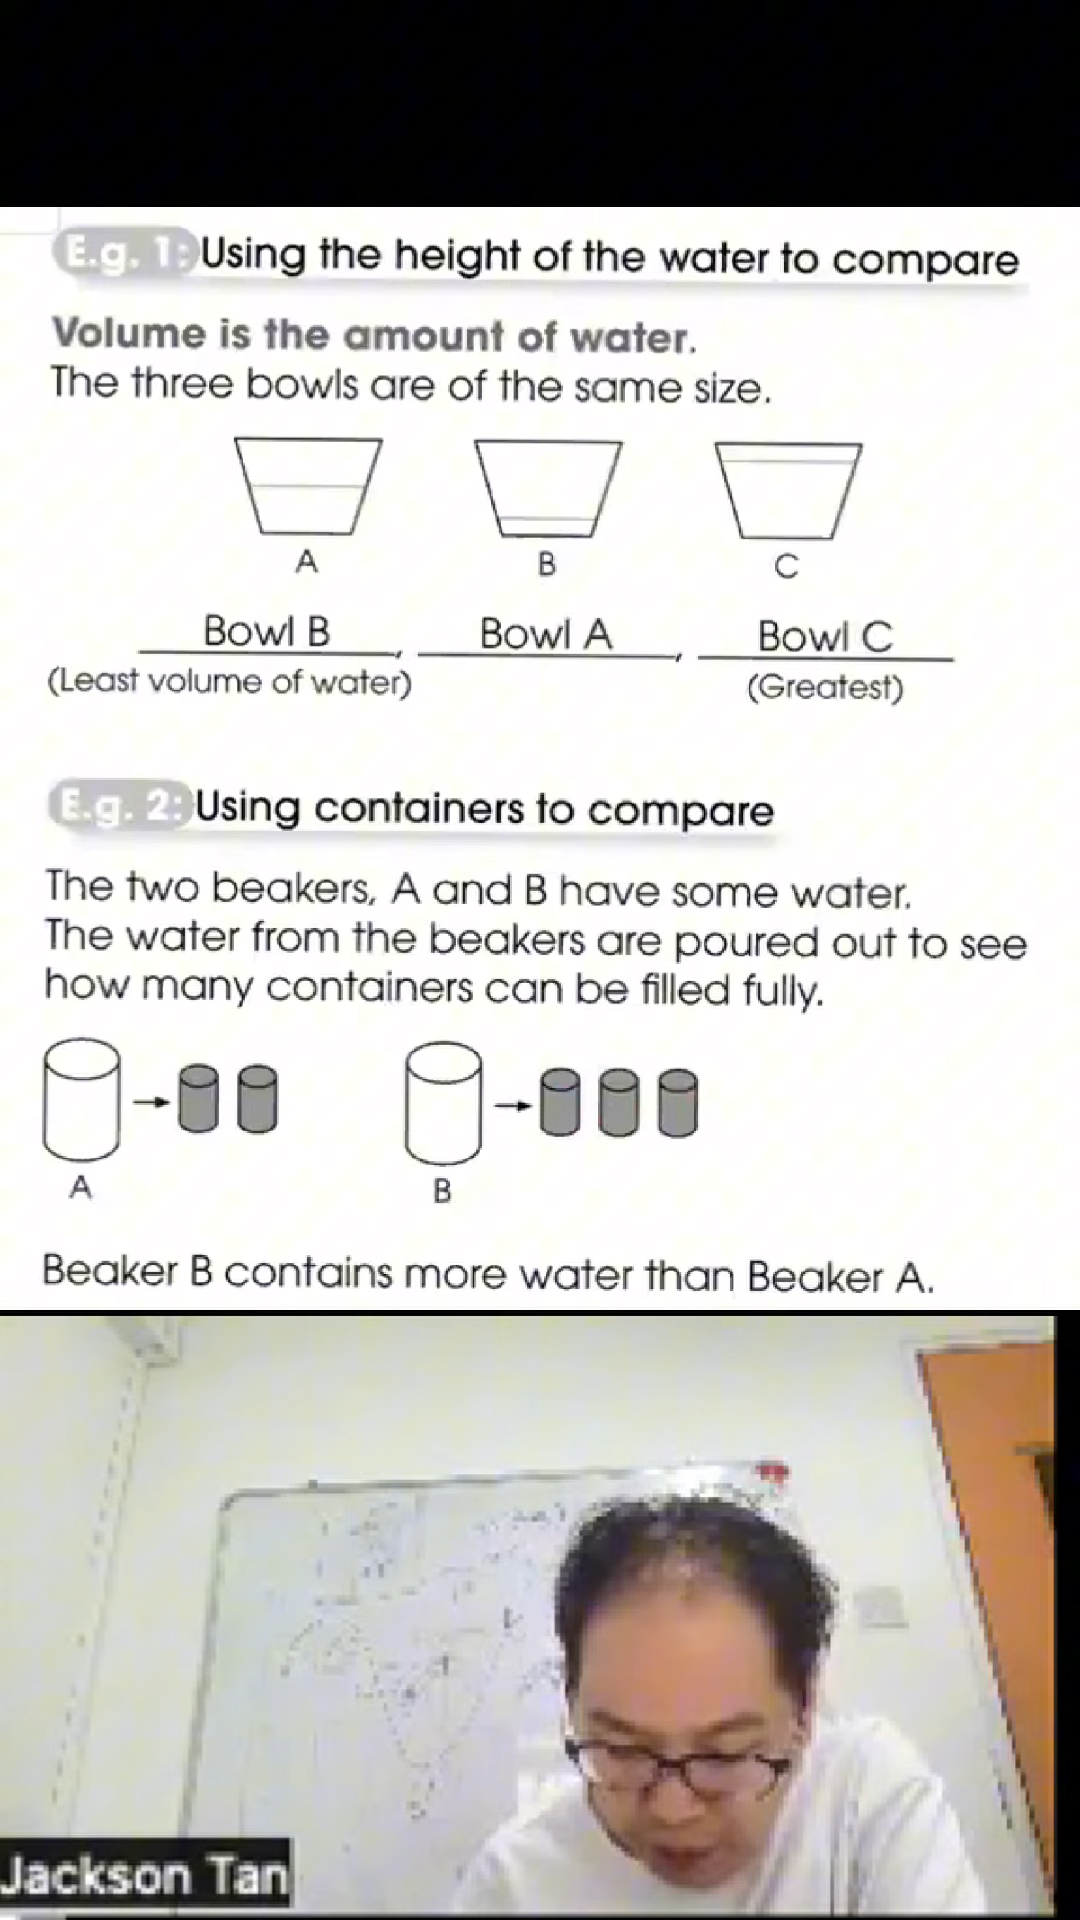 E.g. 1: Using the height of the water to compare
Volume is the amount of water.
The three bowls are of the same size.
A B C
Bowl B, Bowl A, Bowl C
(Least volume of water) (Greatest)
E.g. 2: Using containers to compare
The two beakers, A and B have some water.
The water from the beakers are poured out to see
how many containers can be filled fully.
A B
Beaker B contains more water than Beaker A.
Jackson Tan